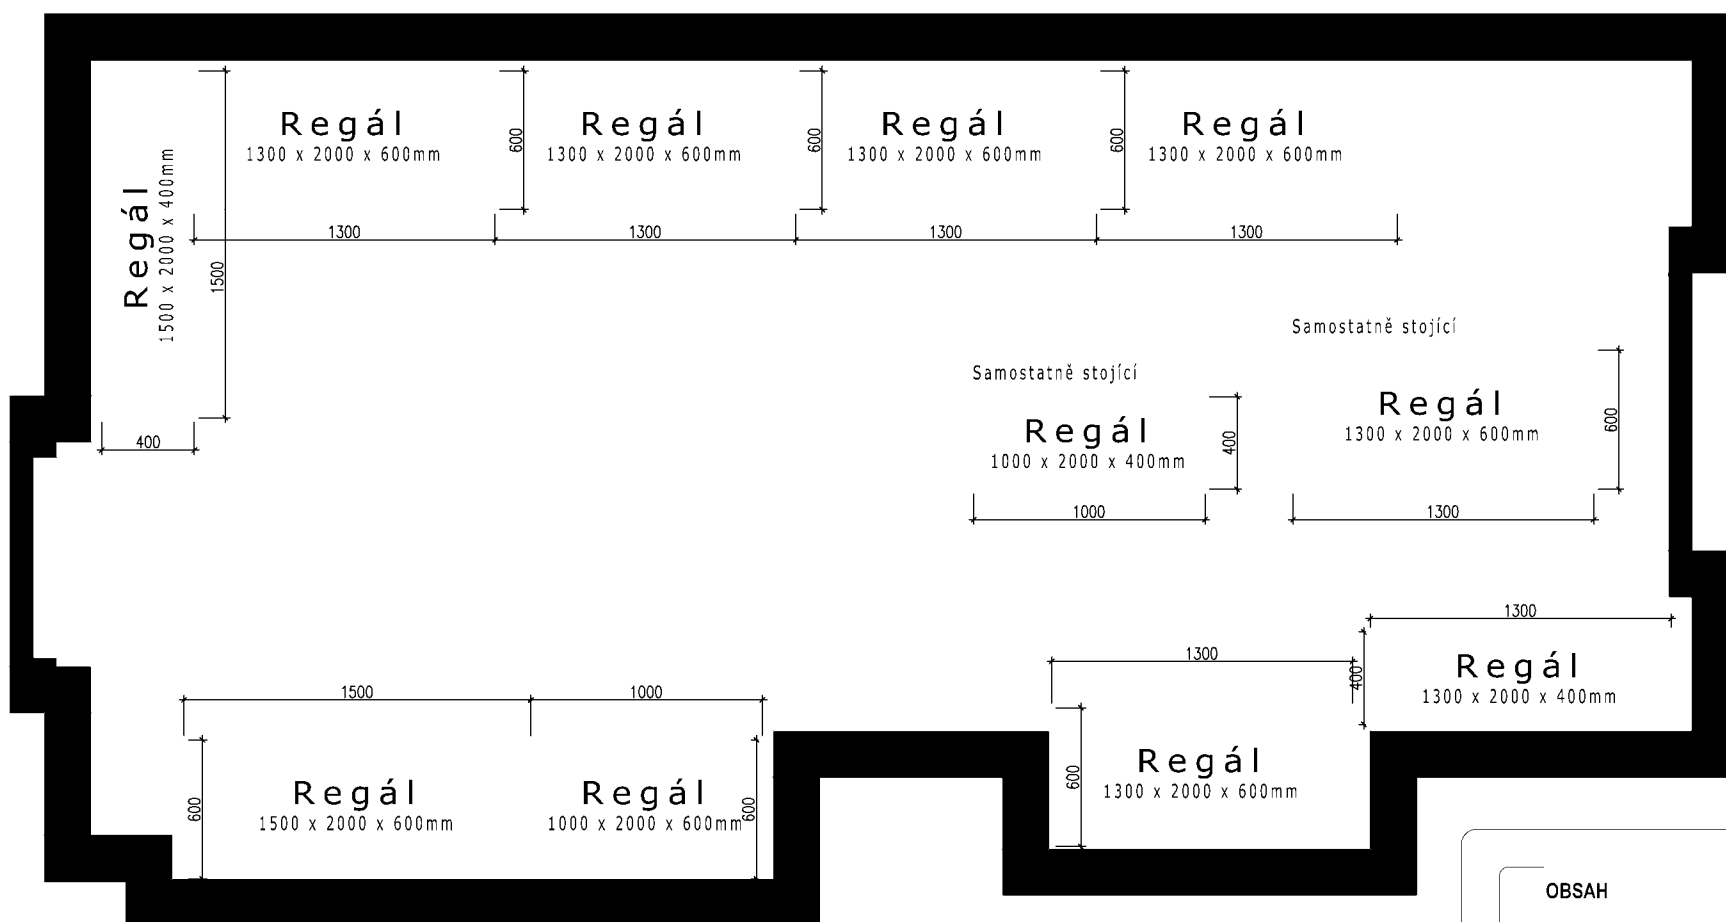 Regál
1300 x 2000 x 600mm
600
Regál
1300 x 2000 x 600mm
600
Regál
1300 x 2000 x 600mm
600
Regál
1300 x 2000 x 600mm
Regál
1500 x 2000 x 400mm
1300
1300
1300
1300
1500
400
Samostatně stojící
Samostatně stojící
Regál
1000 x 2000 x 400mm
400
1000
Regál
1300 x 2000 x 600mm
600
1300
1300
400
Regál
1300 x 2000 x 400mm
1300
600
Regál
1300 x 2000 x 600mm
1500
1000
600
Regál
1500 x 2000 x 600mm
Regál
1000 x 2000 x 600mm
600
OBSAH